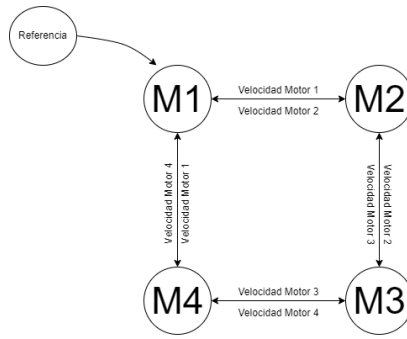 Referencia
M1
Velocidad Motor 1
Velocidad Motor 2
M2
Velocidad Motor 4
Velocidad Motor 1
Velocidad Motor 3
Velocidad Motor 2
M4
Velocidad Motor 3
Velocidad Motor 4
M3